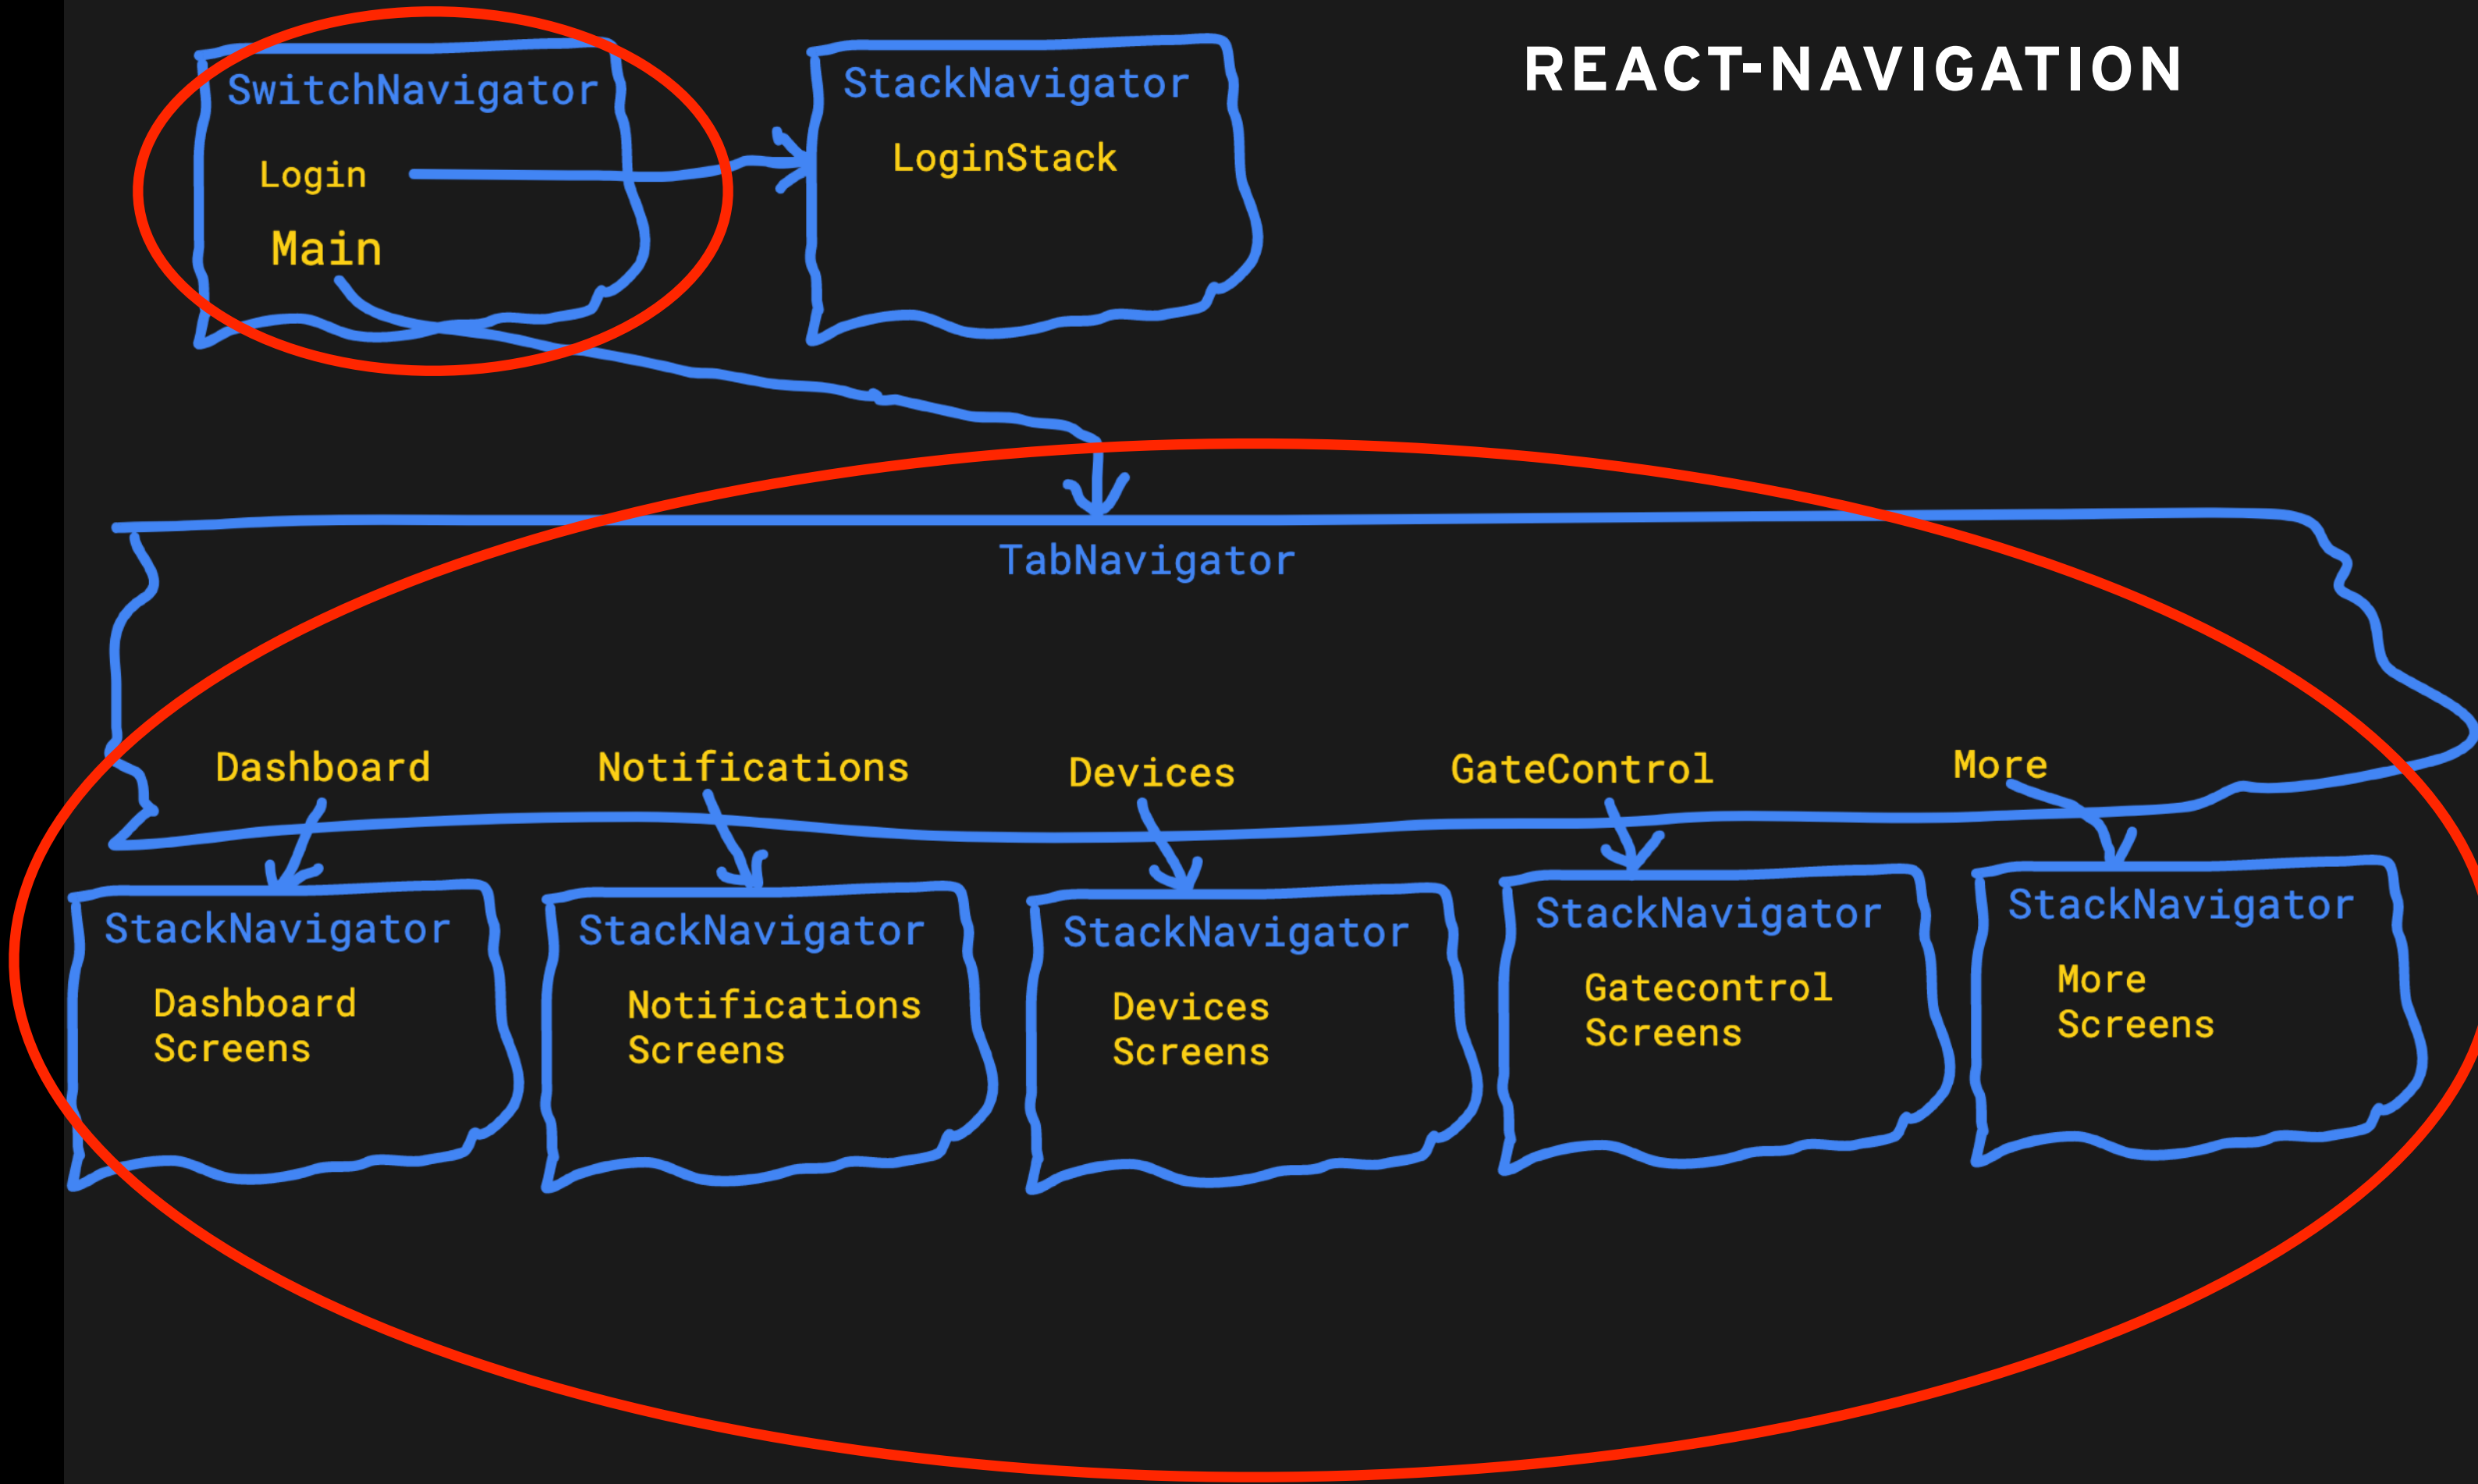 REACT-NAVIGATION
SwitchNavigator
Login
Main
StackNavigator
LoginStack
TabNavigator
Dashboard
Notifications
Devices
GateControl
More
StackNavigator
Dashboard
Screens
StackNavigator
Notifications
Screens
StackNavigator
Devices
Screens
StackNavigator
Gatecontrol
Screens
StackNavigator
More
Screens